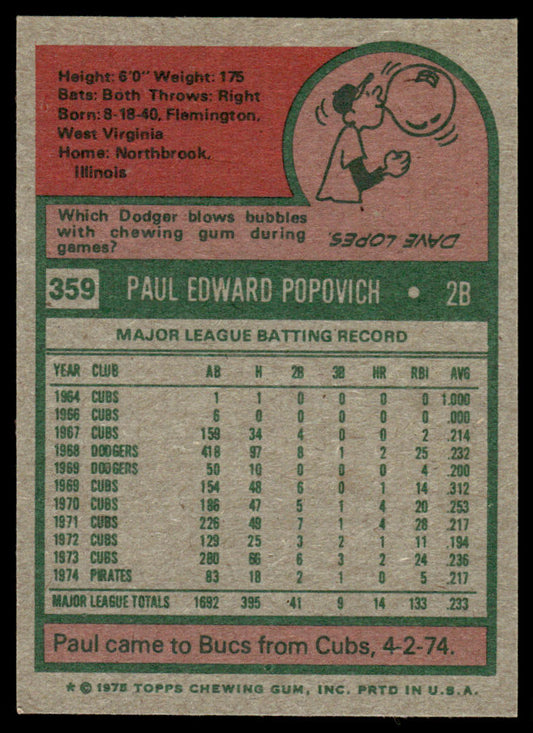 Height: 6'0" Weight: 175
Bats: Both Throws: Right
Born: 8-18-40, Flemington,
West Virginia
Home: Northbrook,
Illinois
Which Dodger blows bubbles
with chewing gum during
games?
DAVE LOPES.
359 PAUL EDWARD POPOVICH • 2B
MAJOR LEAGUE BATTING RECORD
YEAR CLUB AB H 2B 3B HR RBI AVG
1964 CUBS 1 1 0 0 0 0 1.000
1966 CUBS 6 0 0 0 0 0 .000
1967 CUBS 159 34 4 0 0 2 .214
1968 DODGERS 418 97 8 1 2 25 .232
1969 DODGERS 50 10 0 0 0 4 .200
1969 CUBS 154 48 6 0 1 14 .312
1970 CUBS 186 47 5 1 4 20 .253
1971 CUBS 226 49 7 1 4 28 .217
1972 CUBS 129 25 3 2 1 11 .194
1973 CUBS 280 66 6 3 2 24 .236
1974 PIRATES 83 18 2 1 0 5 .217
MAJOR LEAGUE TOTALS 1692 395 41 9 14 133 .233
Paul came to Bucs from Cubs, 4-2-74.
* © 1975 TOPPS CHEWING GUM, INC. PRTD IN U.S.A.